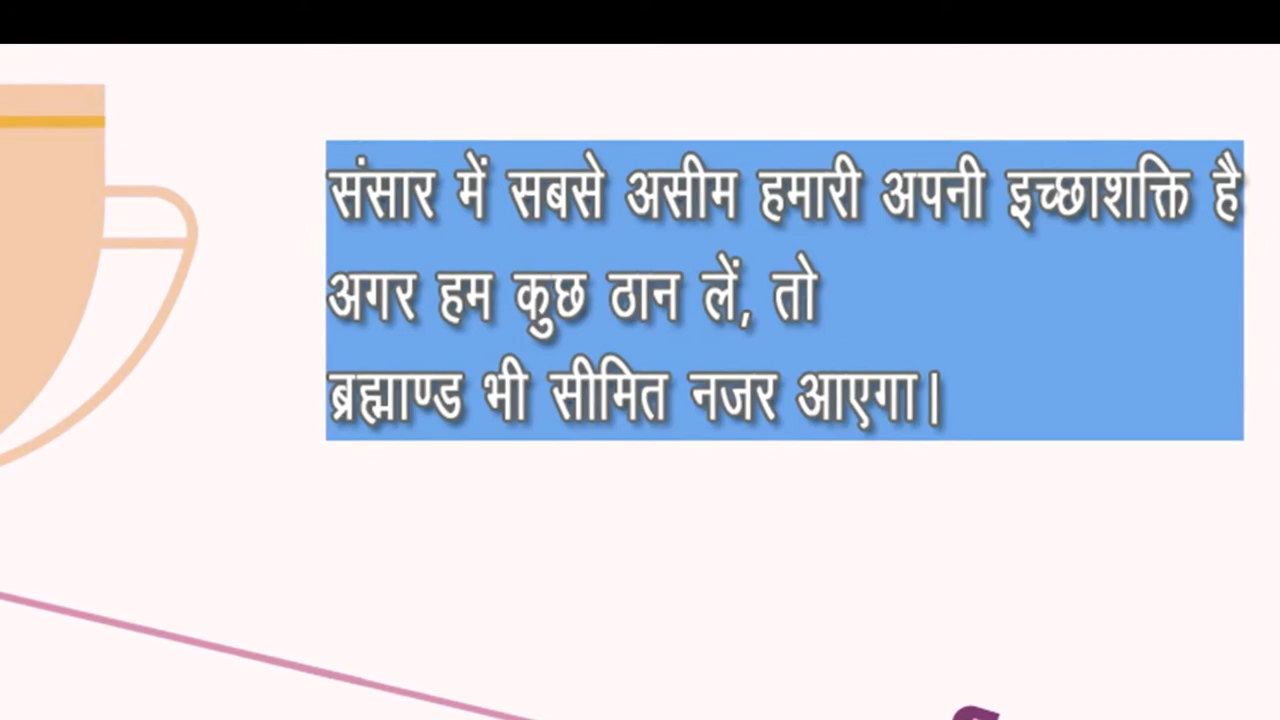 संसार में सबसे असीम हमारी अपनी इच्छाशक्ति है
अगर हम कुछ ठान लें, तो
ब्रह्माण्ड भी सीमित नजर आएगा।